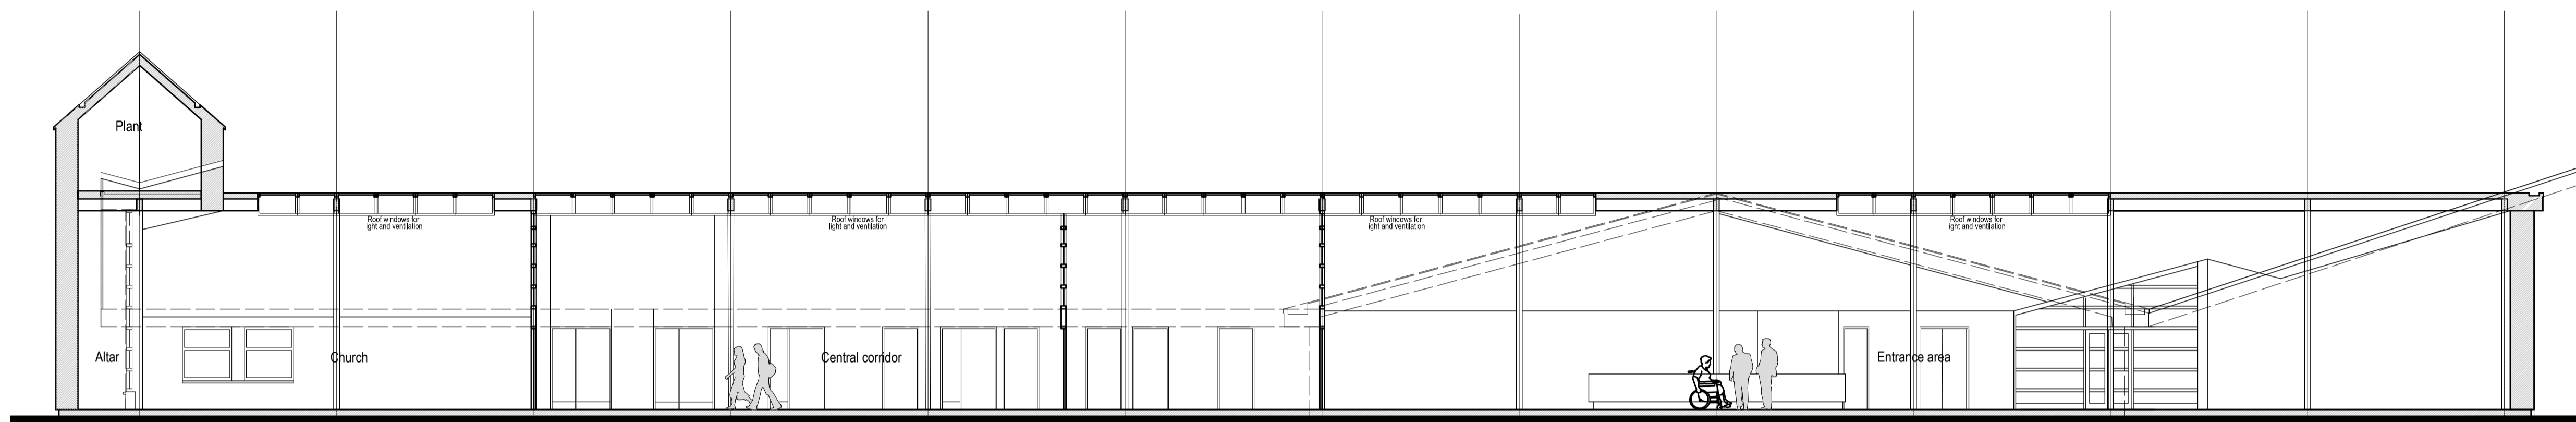 Plant
Roof windows for
light and ventilation
Roof windows for
light and ventilation
Roof windows for
light and ventilation
Roof windows for
light and ventilation
Altar
Church
Central corridor
Entrance area